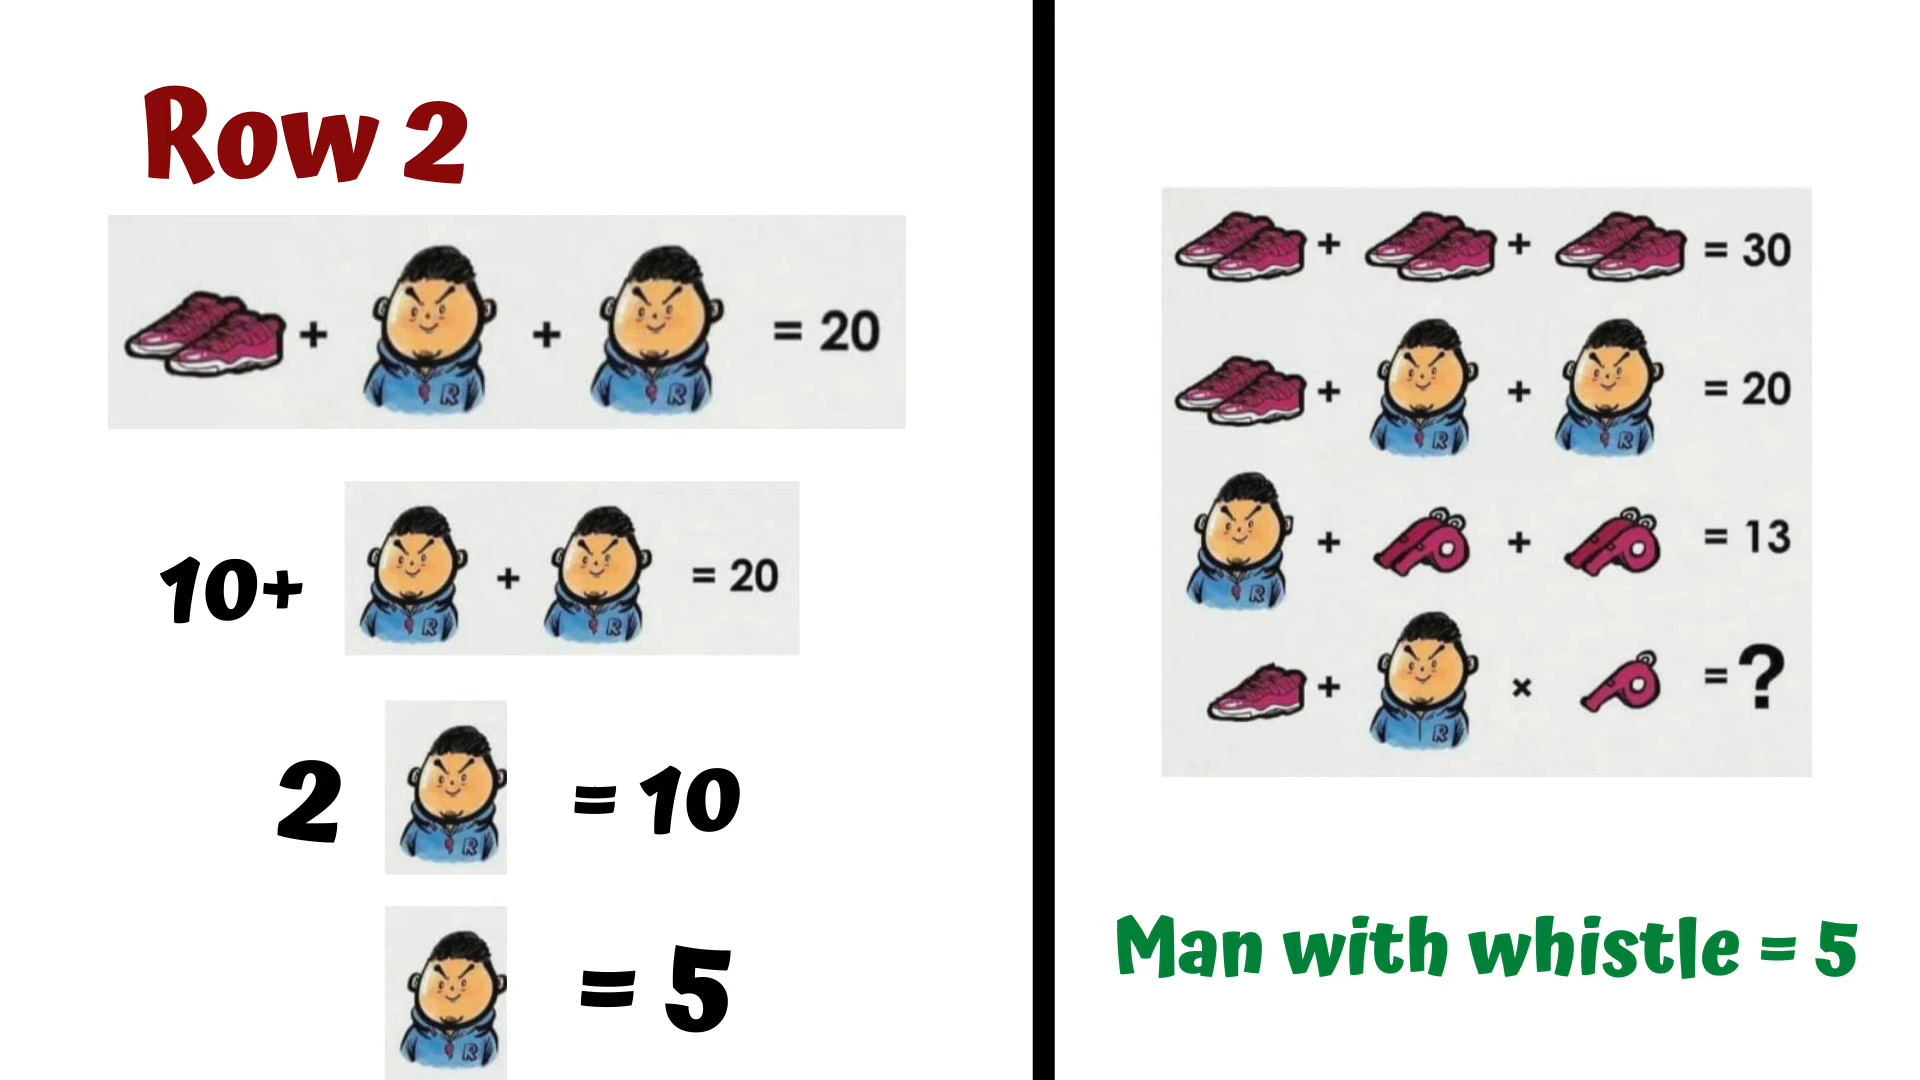 Row 2
+ + = 20
R R
10+ + = 20
R R
2 = 10
R
= 5
R
+ + = 30
+ + = 20
R R
+ + = 13
R
+ × = ?
R
Man with whistle = 5